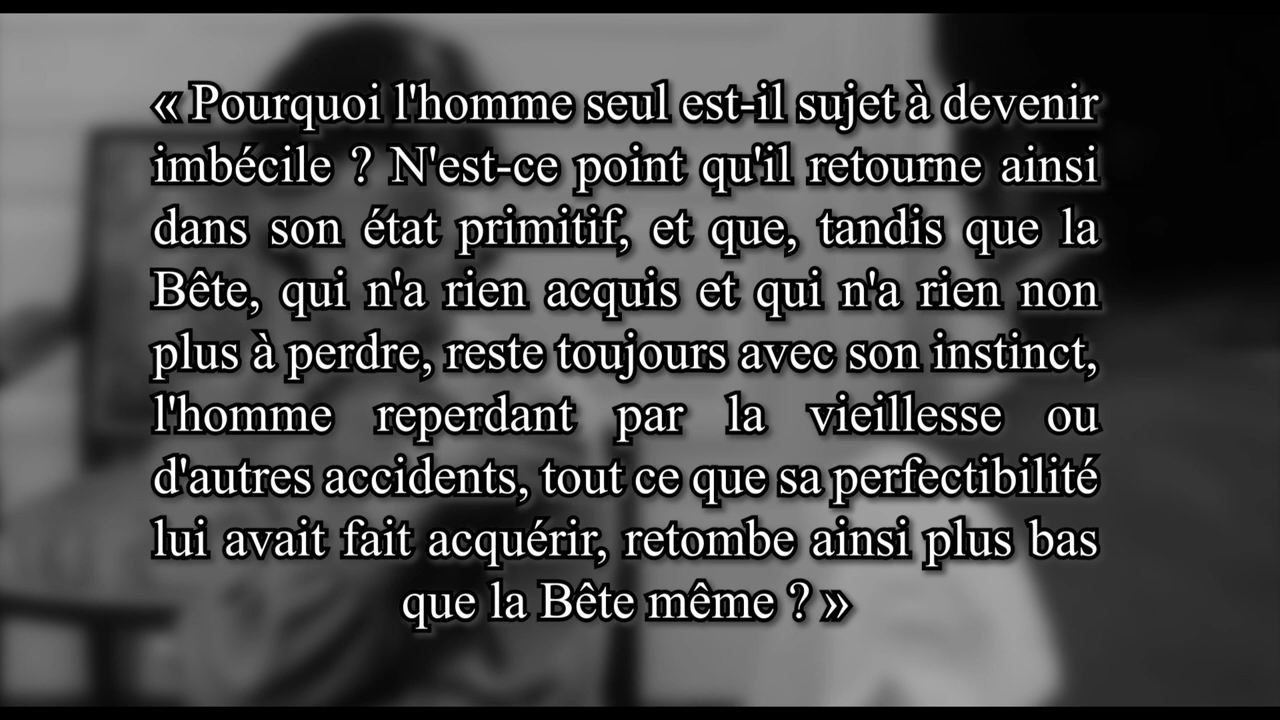 « Pourquoi l'homme seul est-il sujet à devenir
imbécile ? N'est-ce point qu'il retourne ainsi
dans son état primitif, et que, tandis que la
Bête, qui n'a rien acquis et qui n'a rien non
plus à perdre, reste toujours avec son instinct,
l'homme reperdant par la vieillesse ou
d'autres accidents, tout ce que sa perfectibilité
lui avait fait acquérir, retombe ainsi plus bas
que la Bête même ? »